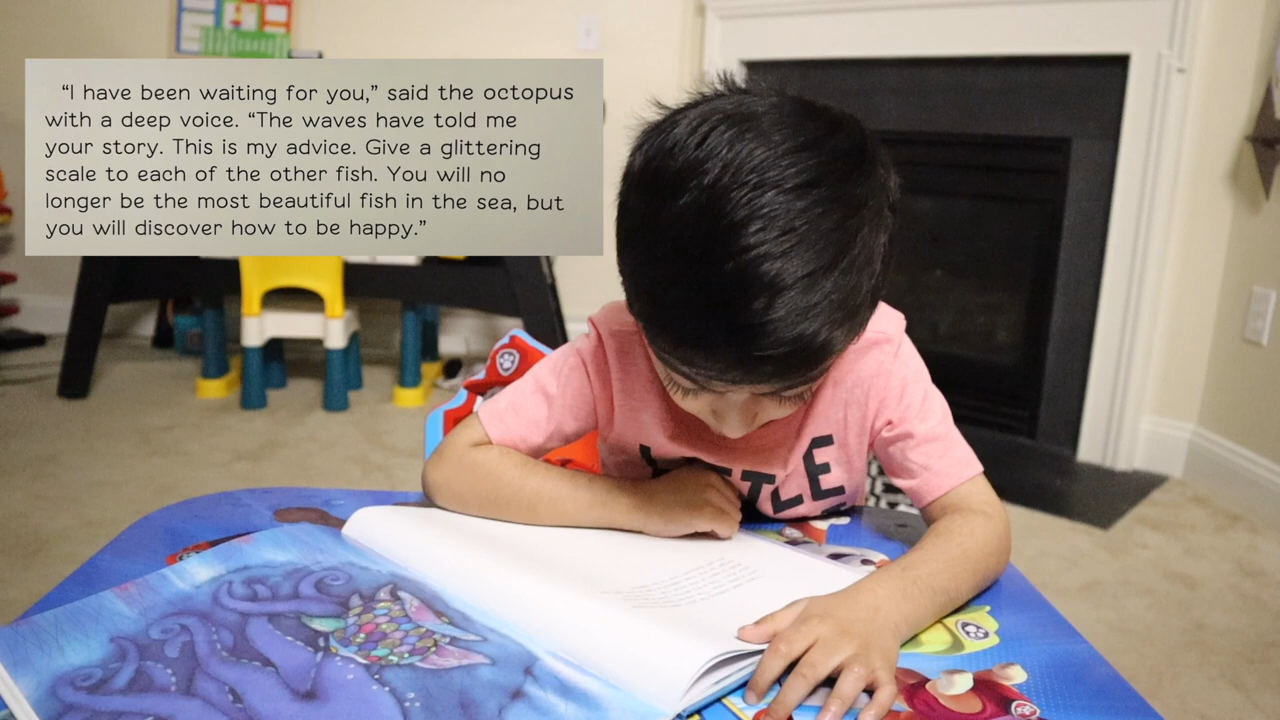 “I have been waiting for you,” said the octopus
with a deep voice. “The waves have told me
your story. This is my advice. Give a glittering
scale to each of the other fish. You will no
longer be the most beautiful fish in the sea, but
you will discover how to be happy.”